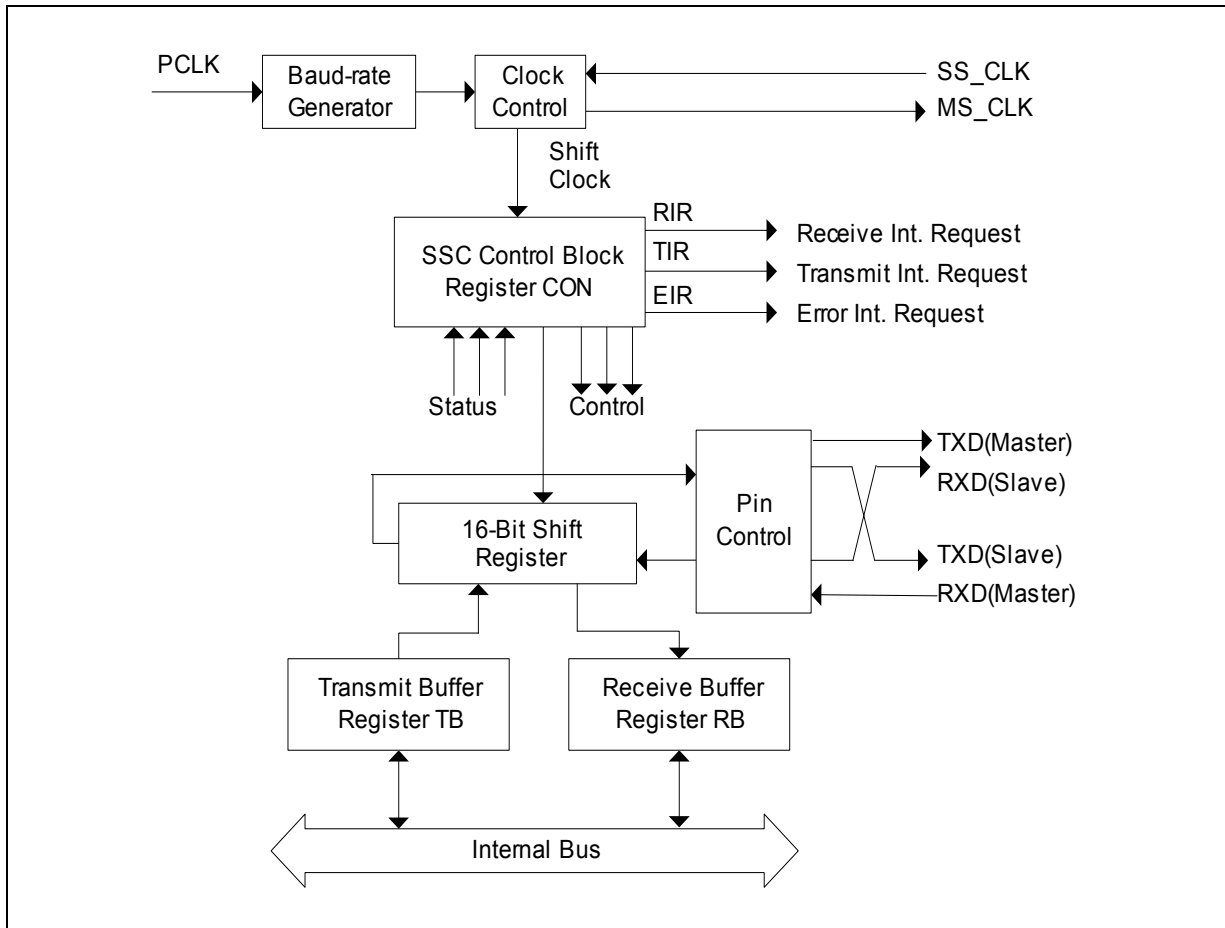 PCLK
Baud-rate
Generator
Clock
Control
SS_CLK
MS_CLK
Shift
Clock
SSC Control Block
Register CON
RIR
TIR
EIR
Receive Int. Request
Transmit Int. Request
Error Int. Request
Status
Control
Pin
Control
TXD(Master)
RXD(Slave)
TXD(Slave)
RXD(Master)
16-Bit Shift
Register
Transmit Buffer
Register TB
Receive Buffer
Register RB
Internal Bus